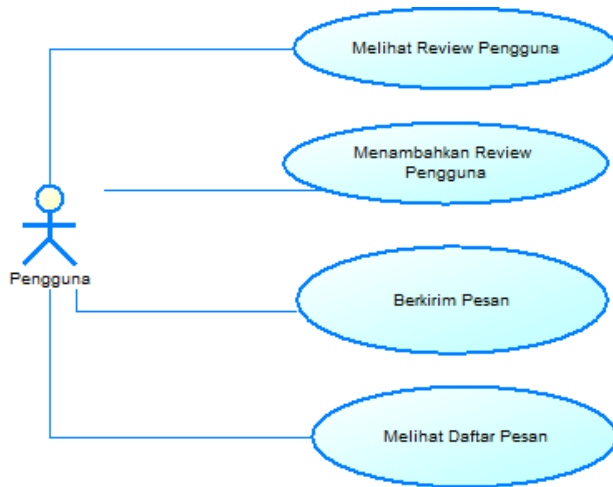 Melihat Review Pengguna
Menambahkan Review
Pengguna
Pengguna
Berkirim Pesan
Melihat Daftar Pesan